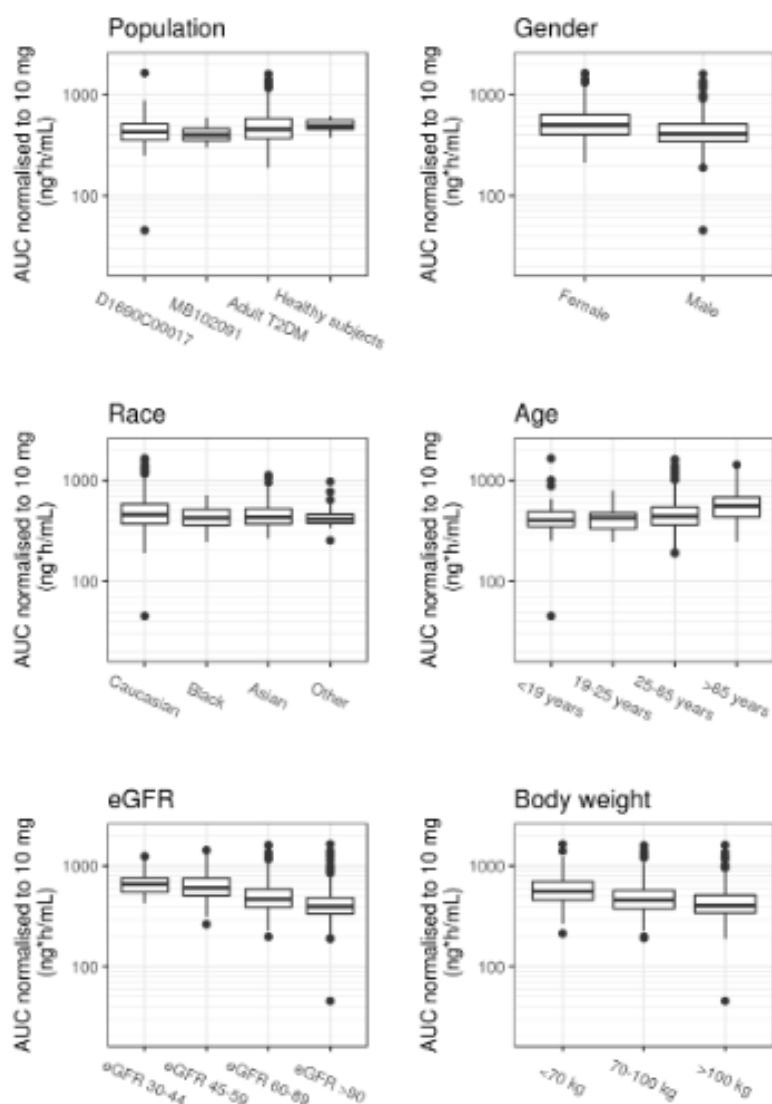 Population
AUC normalised to 10 mg
(ng*h/mL)
1000
100
D1690C00017
MB102091
Adult T2DM
Healthy subjects
Gender
AUC normalised to 10 mg
(ng*h/mL)
1000
100
Female
Male
Race
AUC normalised to 10 mg
(ng*h/mL)
1000
100
Caucasian
Black
Asian
Other
Age
AUC normalised to 10 mg
(ng*h/mL)
1000
100
<19 years
19-25 years
25-65 years
>65 years
eGFR
AUC normalised to 10 mg
(ng*h/mL)
1000
100
eGFR 30-44
eGFR 45-59
eGFR 60-89
eGFR >90
Body weight
AUC normalised to 10 mg
(ng*h/mL)
1000
100
<70 kg
70-100 kg
>100 kg